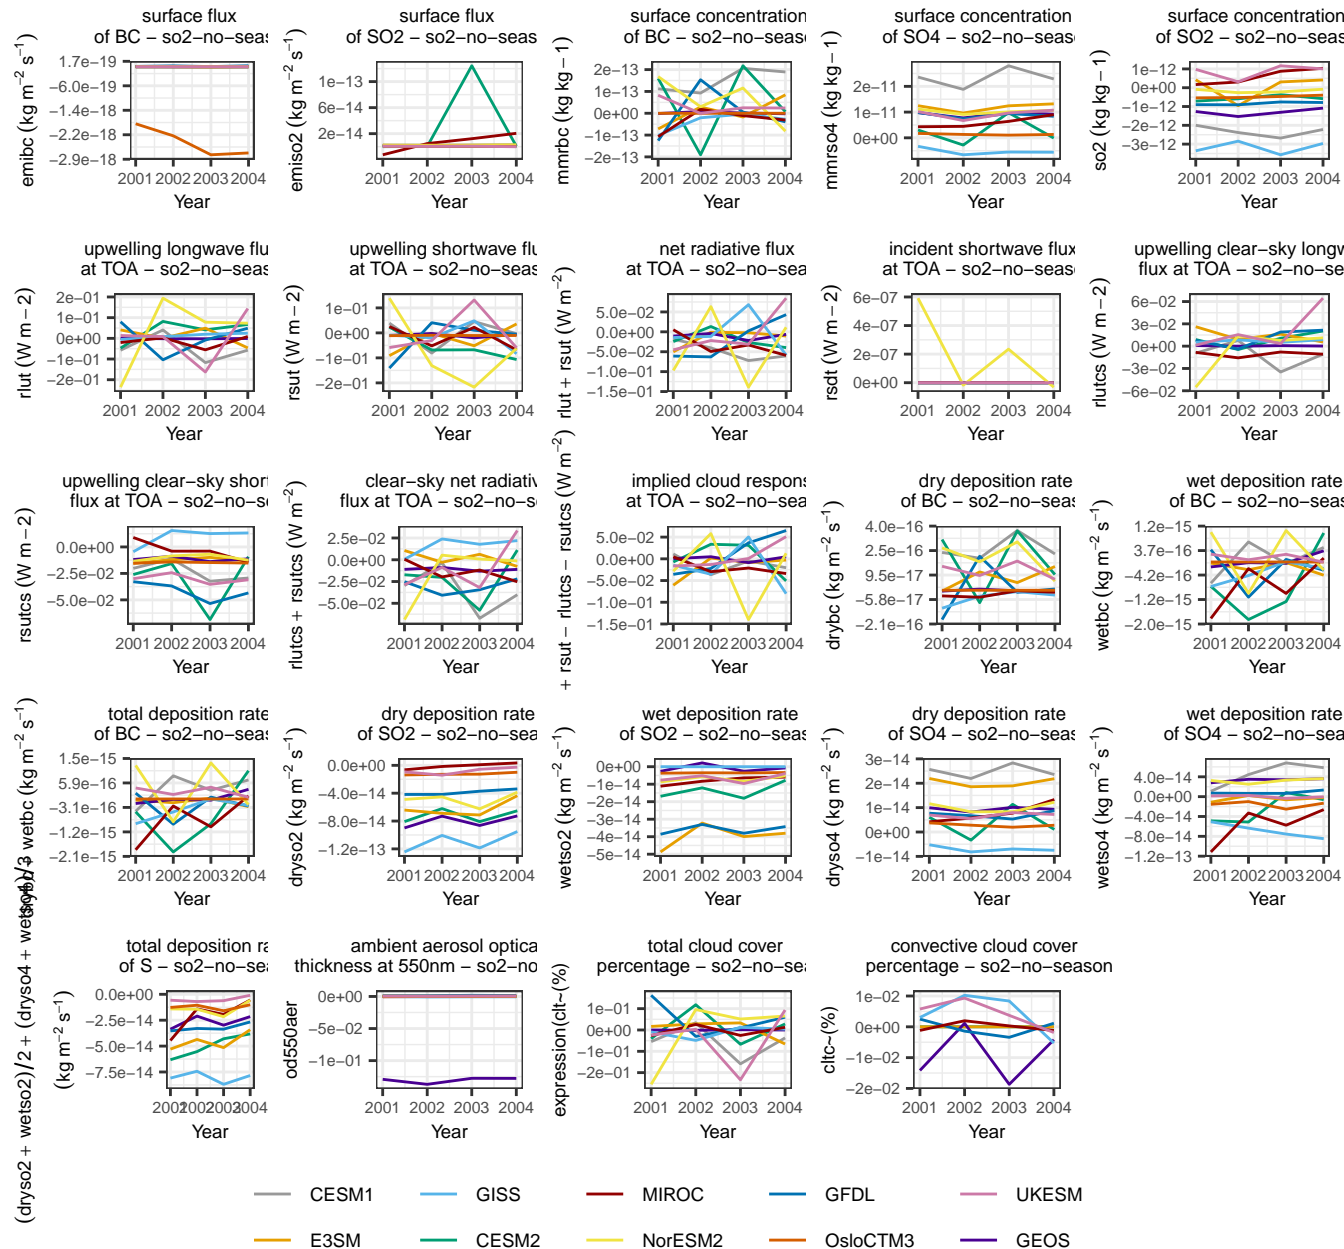 surface flux
of BC − so2−no−seas
emibc (kg m−2 s−1)
1.7e−19
−6.0e−19
−1.4e−18
−2.2e−18
−2.9e−18
2001 2002 2003 2004
Year
surface flux
of SO2 − so2−no−seas
emiso2 (kg m−2 s−1)
1e−13
6e−14
2e−14
2001 2002 2003 2004
Year
surface concentration
of BC − so2−no−seas
mmrbc (kg kg−1)
2e−13
1e−13
0e+00
−1e−13
−2e−13
2001 2002 2003 2004
Year
surface concentration
of SO4 − so2−no−seas
mmrso4 (kg kg−1)
2e−11
1e−11
0e+00
2001 2002 2003 2004
Year
surface concentration
of SO2 − so2−no−seas
so2 (kg kg−1)
1e−12
0e+00
−1e−12
−2e−12
−3e−12
2001 2002 2003 2004
Year
upwelling longwave flu
at TOA − so2−no−seas
rlut (W m−2)
2e−01
1e−01
0e+00
−1e−01
−2e−01
2001 2002 2003 2004
Year
upwelling shortwave flu
at TOA − so2−no−seas
rsut (W m−2)
1e−01
0e+00
−1e−01
−2e−01
2001 2002 2003 2004
Year
net radiative flux
at TOA − so2−no−seas
rlut + rsut (W m−2)
5.0e−02
0.0e+00
−5.0e−02
−1.0e−01
−1.5e−01
2001 2002 2003 2004
Year
incident shortwave flux
at TOA − so2−no−seas
rsdt (W m−2)
6e−07
4e−07
2e−07
0e+00
2001 2002 2003 2004
Year
upwelling clear−sky longw
flux at TOA − so2−no−seas
rlutcs (W m−2)
6e−02
3e−02
0e+00
−3e−02
−6e−02
2001 2002 2003 2004
Year
upwelling clear−sky short
flux at TOA − so2−no−s
rsutcs (W m−2)
0.0e+00
−2.5e−02
−5.0e−02
2001 2002 2003 2004
Year
clear−sky net radiativ
flux at TOA − so2−no−se
rlutcs + rsutcs (W m−2)
2.5e−02
0.0e+00
−2.5e−02
−5.0e−02
2001 2002 2003 2004
Year
implied cloud respons
at TOA − so2−no−sea
+ rsut − rlutcs − rsutcs (W m−2)
5.0e−02
0.0e+00
−5.0e−02
−1.0e−01
−1.5e−01
2001 2002 2003 2004
Year
dry deposition rate
of BC − so2−no−seas
drybc (kg m−2 s−1)
4.0e−16
2.5e−16
9.5e−17
−5.8e−17
−2.1e−16
2001 2002 2003 2004
Year
wet deposition rate
of BC − so2−no−seas
wetbc (kg m−2 s−1)
1.2e−15
3.7e−16
−4.2e−16
−1.2e−15
−2.0e−15
2001 2002 2003 2004
Year
total deposition rate
of BC − so2−no−seas
wetbc (kg m−2 s−1)
1.5e−15
5.9e−16
−3.1e−16
−1.2e−15
−2.1e−15
2001 2002 2003 2004
Year
dry deposition rate
of SO2 − so2−no−sea
dryso2 (kg m−2 s−1)
0.0e+00
−4.0e−14
−8.0e−14
−1.2e−13
2001 2002 2003 2004
Year
wet deposition rate
of SO2 − so2−no−sea
wetso2 (kg m−2 s−1)
0e+00
−1e−14
−2e−14
−3e−14
−4e−14
−5e−14
2001 2002 2003 2004
Year
dry deposition rate
of SO4 − so2−no−sea
dryso4 (kg m−2 s−1)
3e−14
2e−14
1e−14
0e+00
−1e−14
2001 2002 2003 2004
Year
wet deposition rate
of SO4 − so2−no−seas
wetso4 (kg m−2 s−1)
4.0e−14
0.0e+00
−4.0e−14
−8.0e−14
−1.2e−13
2001 2002 2003 2004
Year
total deposition ra
of S − so2−no−sea
(dryso2 + wetso2)/2 + (dryso4 + wetso4)/3
(kg m−2 s−1)
0.0e+00
−2.5e−14
−5.0e−14
−7.5e−14
2001 2002 2003 2004
Year
ambient aerosol optica
thickness at 550nm − so2−no
od550aer
0e+00
−5e−02
−1e−01
2001 2002 2003 2004
Year
total cloud cover
percentage − so2−no−sea
expression(clt~(%)
1e−01
0e+00
−1e−01
−2e−01
2001 2002 2003 2004
Year
convective cloud cover
percentage − so2−no−season
cltc~(%)
1e−02
0e+00
−1e−02
−2e−02
2001 2002 2003 2004
Year
CESM1 GISS MIROC GFDL UKESM
E3SM CESM2 NorESM2 OsloCTM3 GEOS